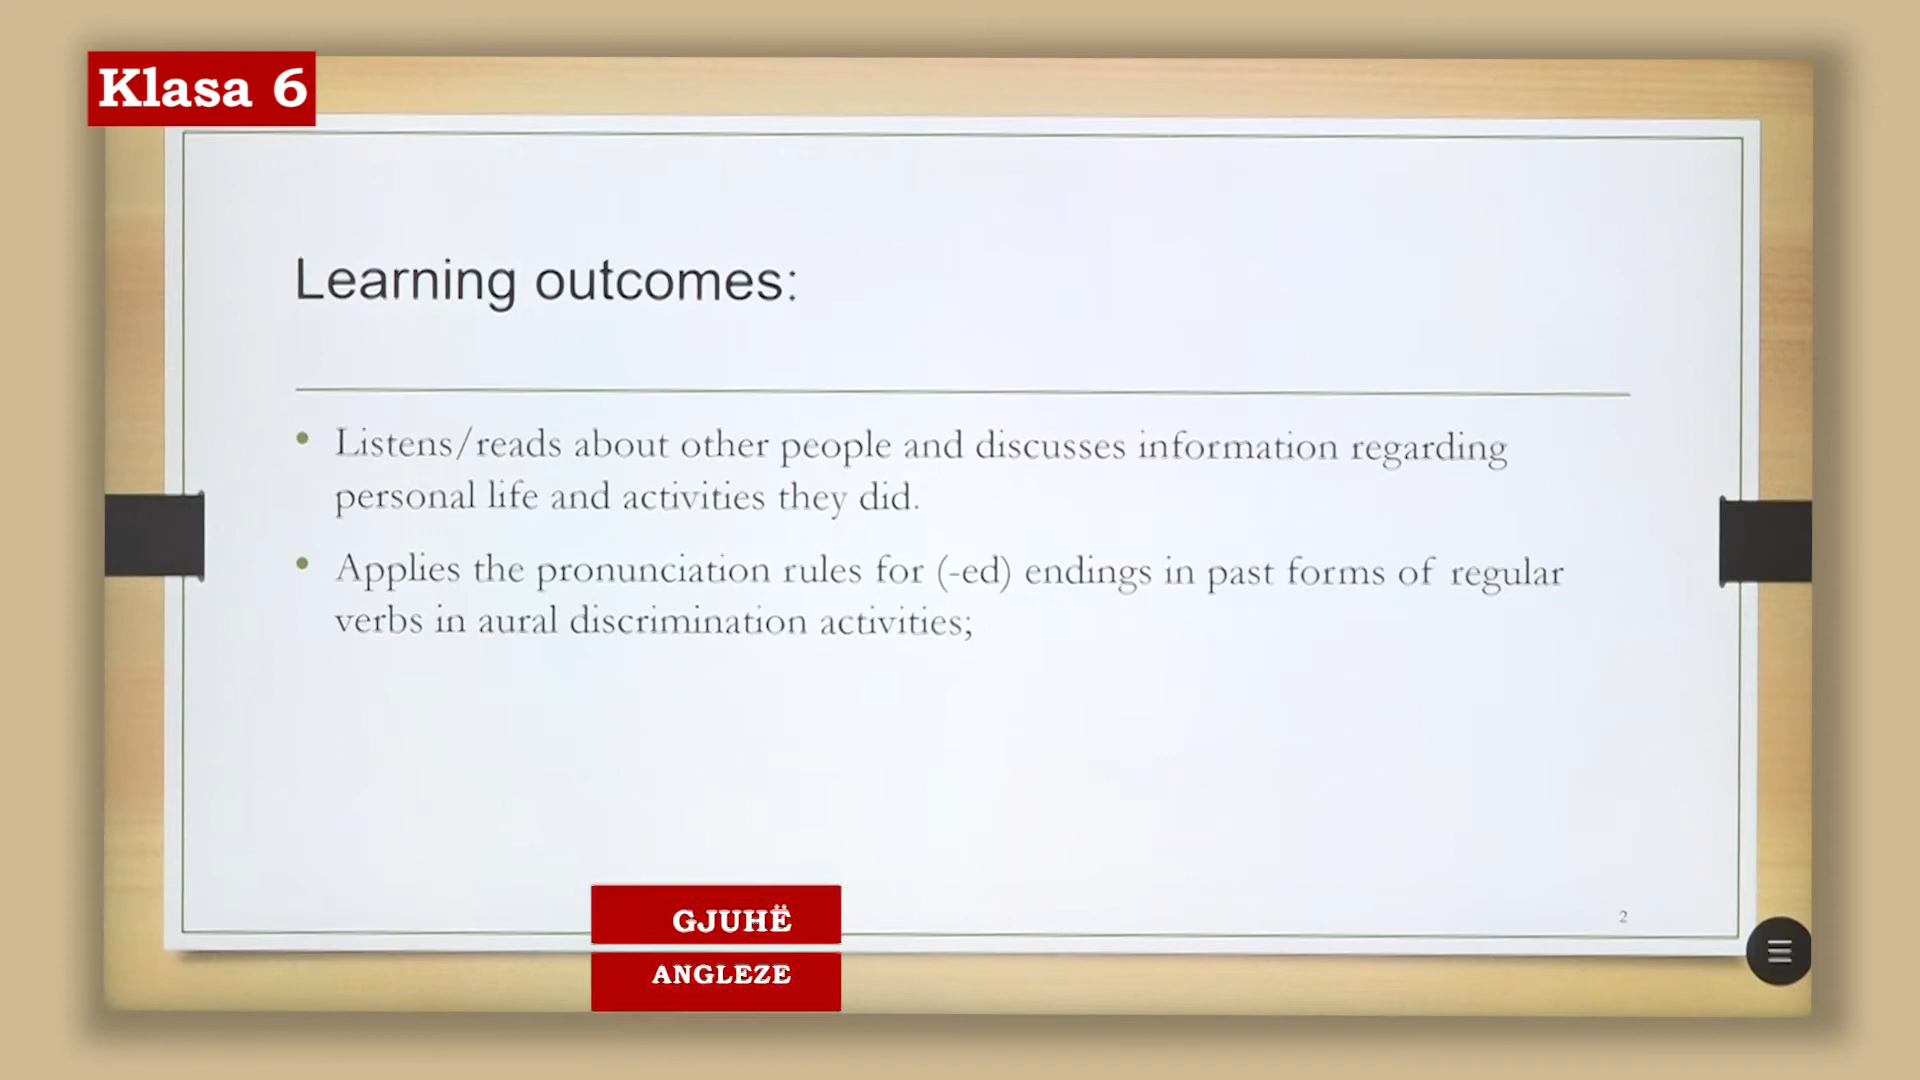 Klasa 6
Learning outcomes:
• Listens/reads about other people and discusses information regarding
personal life and activities they did.
• Applies the pronunciation rules for (-ed) endings in past forms of regular
verbs in aural discrimination activities;
2
GJUHË
ANGLEZE